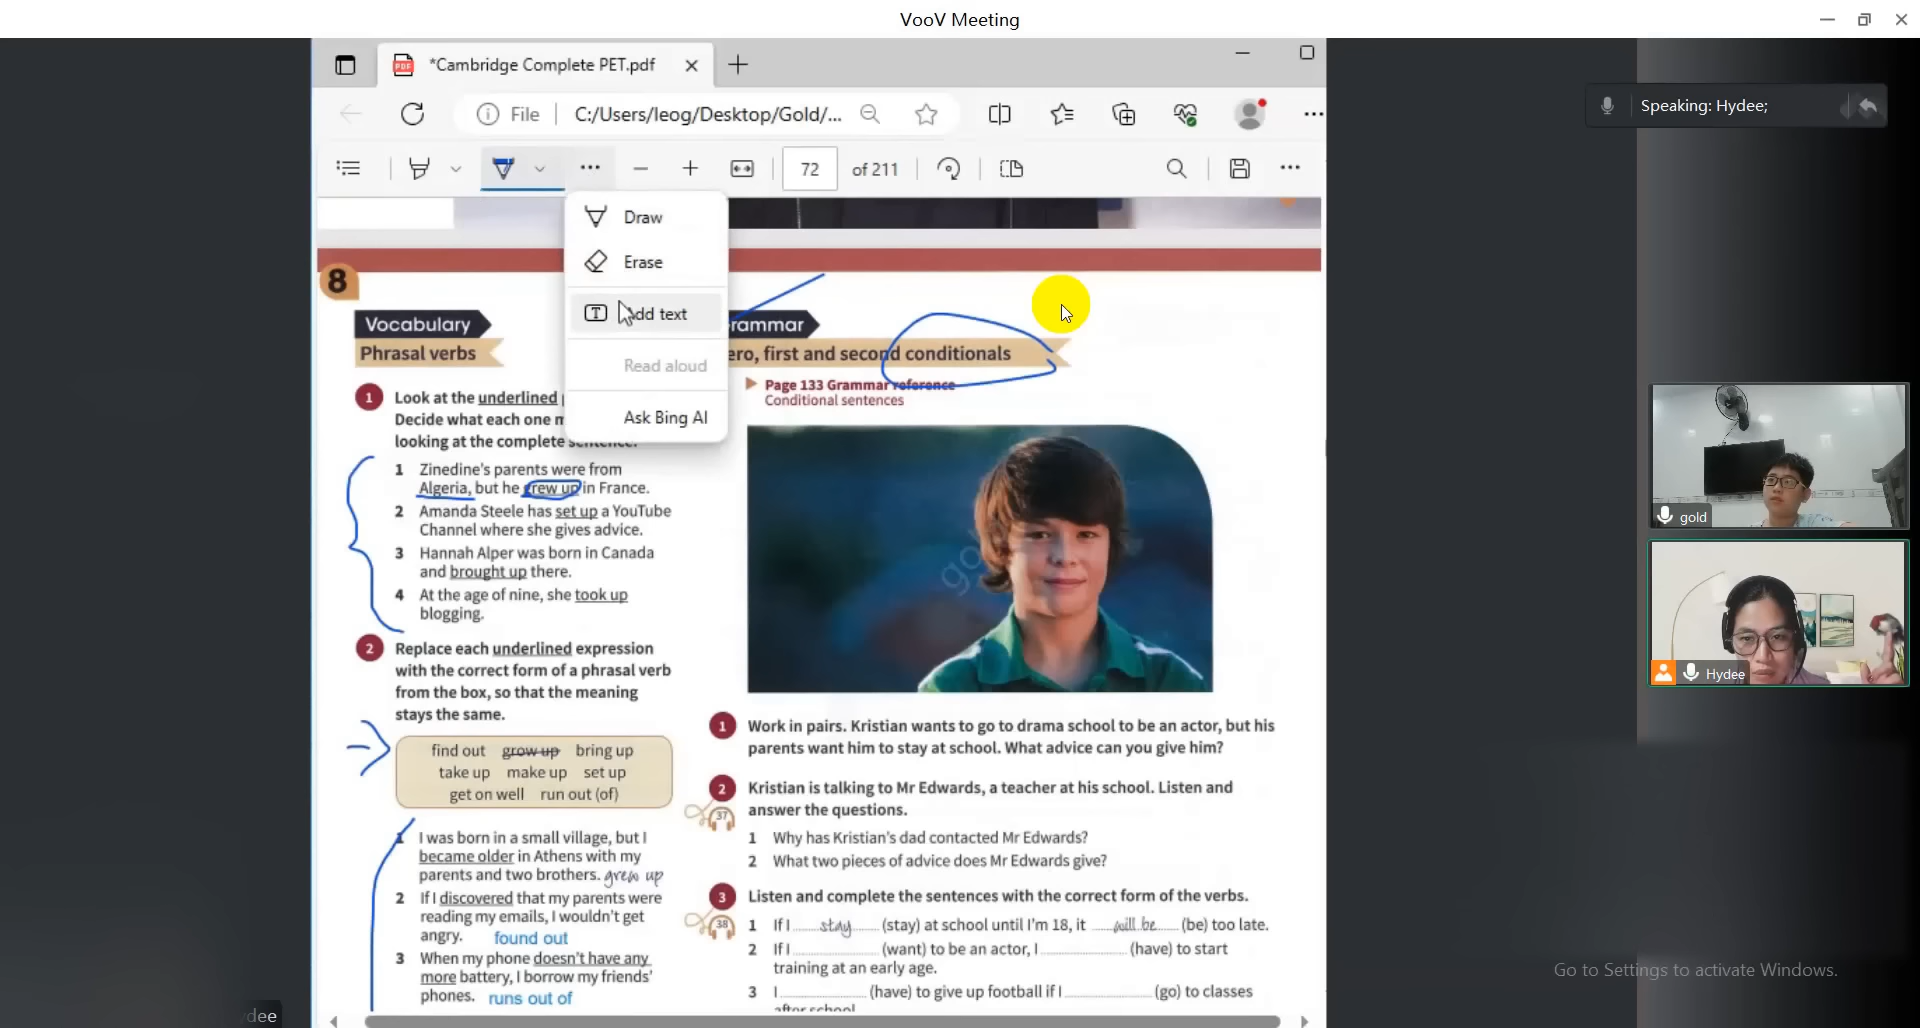 VooV Meeting
*Cambridge Complete PET.pdf
File
C:/Users/leog/Desktop/Gold/...
72 of 211
Draw
Erase
Add text
Read aloud
Ask Bing AI
8
Vocabulary
Phrasal verbs
1 Look at the underlined
Decide what each one
looking at the complete sentence.
1 Zinedine's parents were from
Algeria, but he grew up in France.
2 Amanda Steele has set up a YouTube
Channel where she gives advice.
3 Hannah Alper was born in Canada
and brought up there.
4 At the age of nine, she took up
blogging.
2 Replace each underlined expression
with the correct form of a phrasal verb
from the box, so that the meaning
stays the same.
find out grow up bring up
take up make up set up
get on well run out (of)
1 I was born in a small village, but I
became older in Athens with my
parents and two brothers. grew up
2 If I discovered that my parents were
reading my emails, I wouldn't get
angry. found out
3 When my phone doesn't have any
more battery, I borrow my friends'
phones. runs out of
rammar
ero, first and second conditionals
Page 133 Grammar reference
Conditional sentences
1 Work in pairs. Kristian wants to go to drama school to be an actor, but his
parents want him to stay at school. What advice can you give him?
2 Kristian is talking to Mr Edwards, a teacher at his school. Listen and
answer the questions.
37
1 Why has Kristian's dad contacted Mr Edwards?
2 What two pieces of advice does Mr Edwards give?
3 Listen and complete the sentences with the correct form of the verbs.
38
1 If I ...... stay ...... (stay) at school until I'm 18, it ...... will be ...... (be) too late.
2 If I ...................... (want) to be an actor, I ...................... (have) to start
training at an early age.
3 I ...................... (have) to give up football if I ...................... (go) to classes
after school
Speaking: Hydee;
gold
Hydee
Go to Settings to activate Windows.
dee